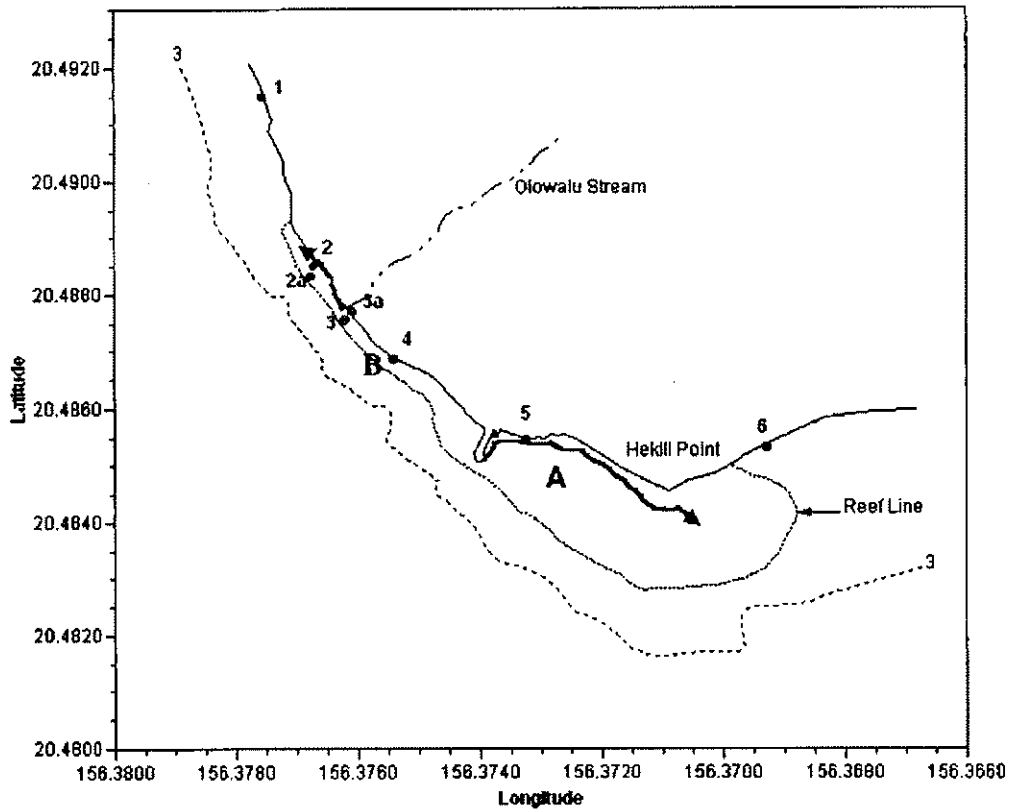 3
20.4920
1
20.4900
Olowalu Stream
2
2a
20.4880
3a
3
4
B
20.4860
5
6
Hekili Point
A
Reef Line
20.4840
3
20.4820
20.4800
156.3800 156.3780 156.3760 156.3740 156.3720 156.3700 156.3680 156.3660
Latitude
Longitude